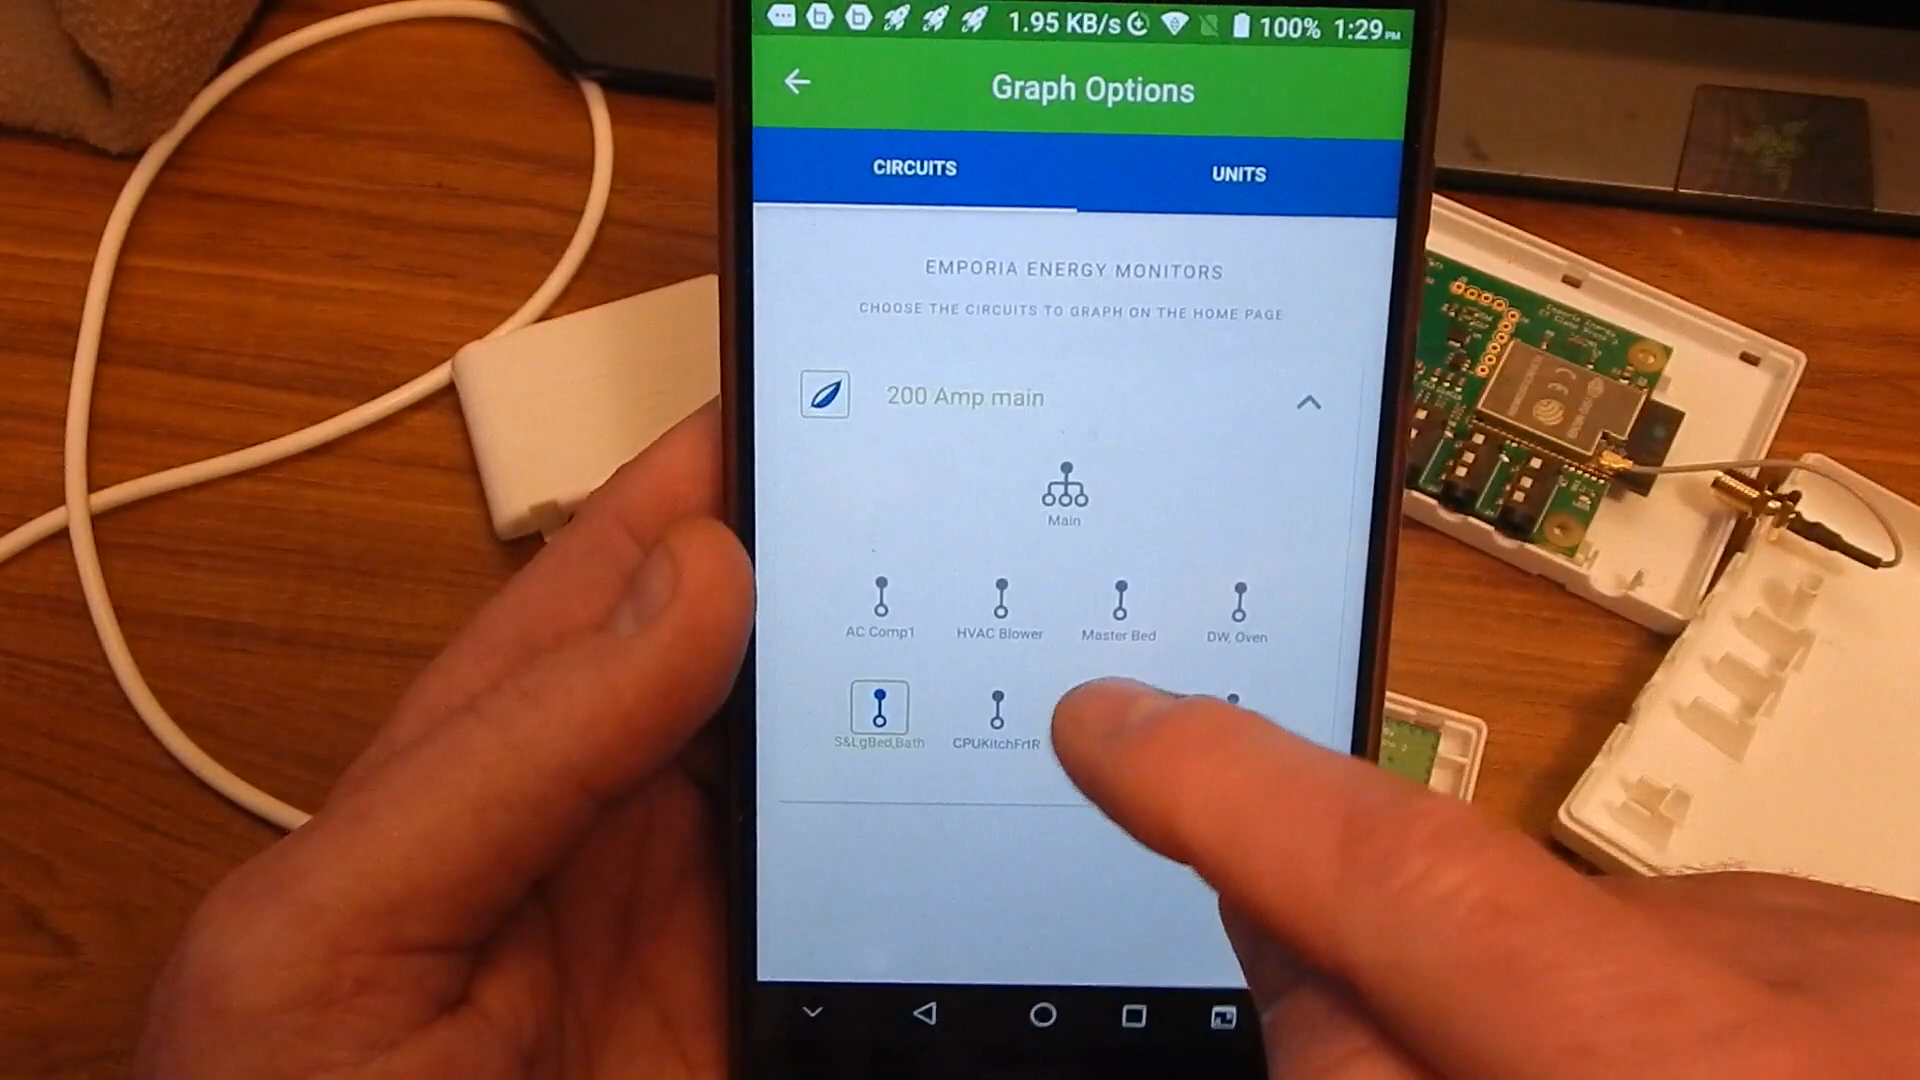 1.95 KB/s 100% 1:29 PM
Graph Options
CIRCUITS UNITS
EMPORIA ENERGY MONITORS
CHOOSE THE CIRCUITS TO GRAPH ON THE HOME PAGE
200 Amp main
Main
AC Comp1 HVAC Blower Master Bed DW, Oven
S&LgBed,Bath CPUKitchFrtR
Emporia Energy